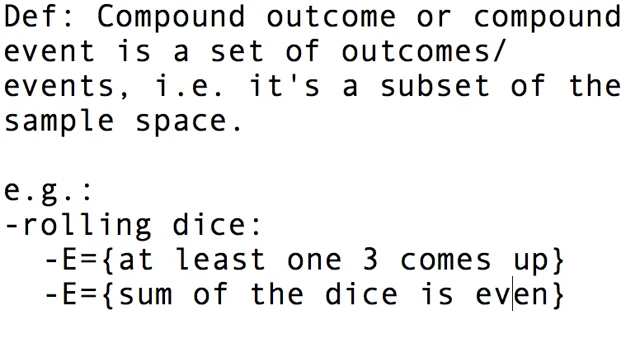 Def: Compound outcome or compound
event is a set of outcomes/
events, i.e. it's a subset of the
sample space.
e.g.:
-rolling dice:
-E={at least one 3 comes up}
-E={sum of the dice is even}